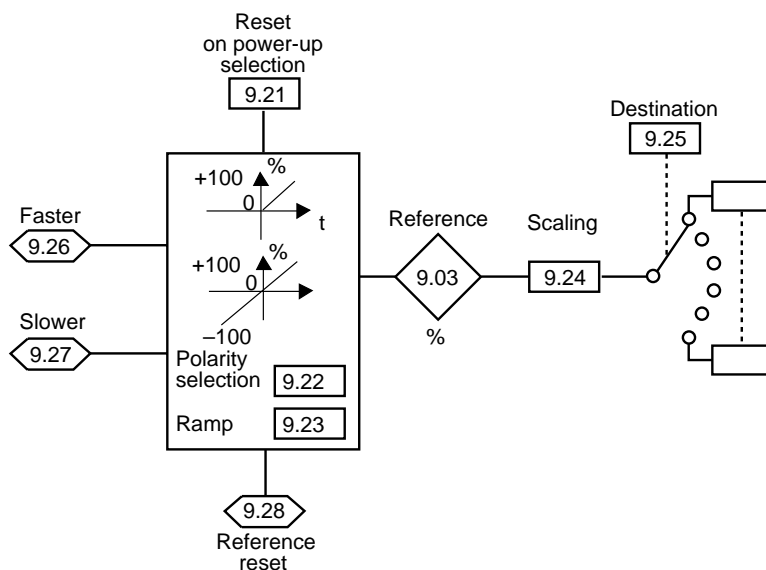 Reset
on power-up
selection
9.21
Destination
9.25
+100
%
0
t
Faster
9.26
Reference
9.03
%
Scaling
9.24
+100
%
0
–100
Slower
9.27
Polarity
selection
9.22
Ramp
9.23
9.28
Reference
reset